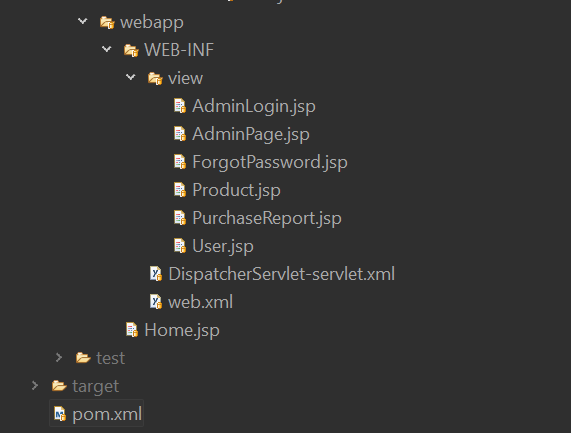 webapp
WEB-INF
view
AdminLogin.jsp
AdminPage.jsp
ForgotPassword.jsp
Product.jsp
PurchaseReport.jsp
User.jsp
DispatcherServlet-servlet.xml
web.xml
Home.jsp
test
target
pom.xml